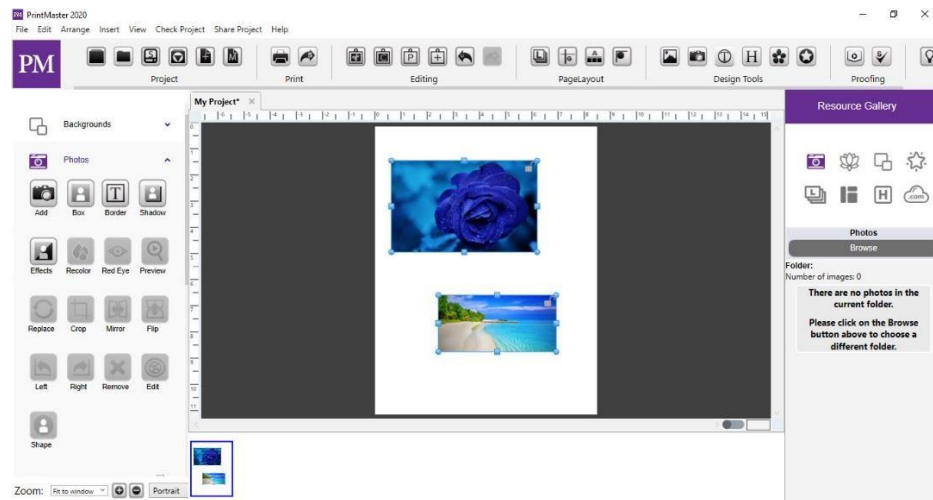 PM PrintMaster 2020
File Edit Arrange Insert View Check Project Share Project Help
PM
Project
Print
Editing
PageLayout
Design Tools
Proofing
My Project*
Resource Gallery
Backgrounds
Photos
Add Box Border Shadow
Effects Recolor Red Eye Preview
Replace Crop Mirror Flip
Left Right Remove Edit
Shape
Photos
Browse
Folder:
Number of images: 0
There are no photos in the
current folder.
Please click on the Browse
button above to choose a
different folder.
Zoom: Fit to window Portrait